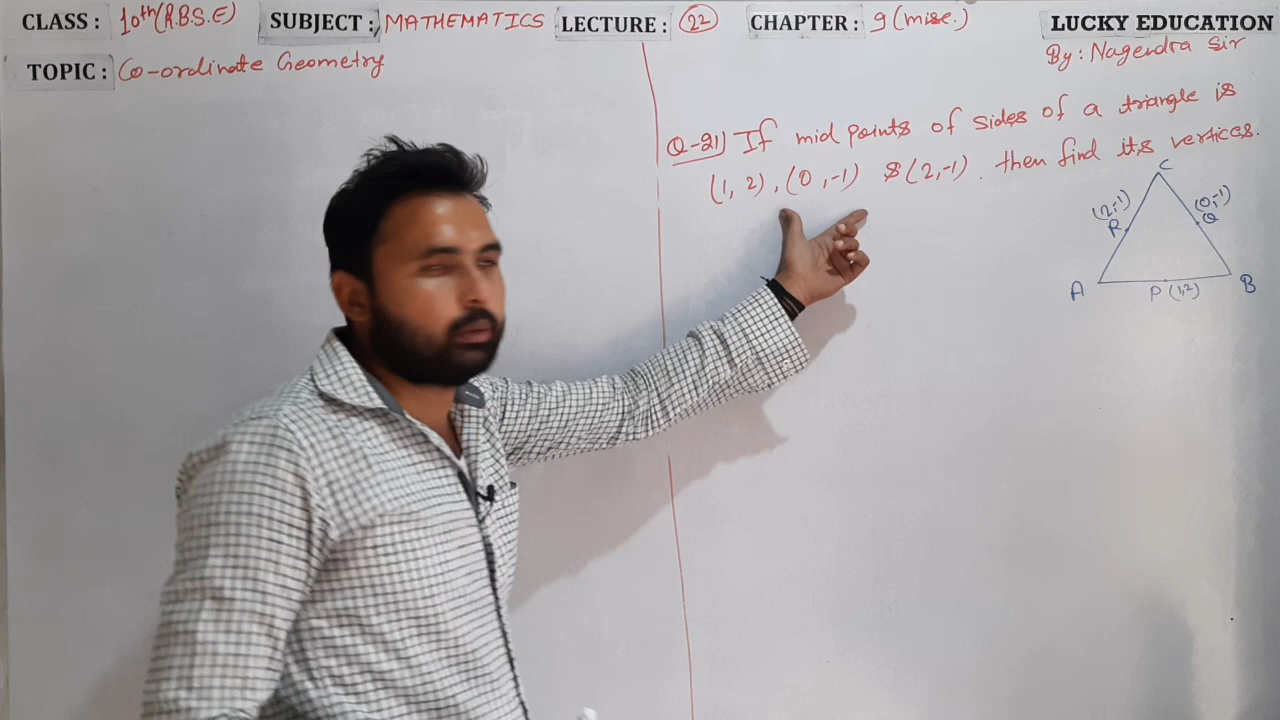 CLASS : 10th(R.B.S.E) SUBJECT : MATHEMATICS LECTURE : 22 CHAPTER : 9(mise.) LUCKY EDUCATION
By : Nagendra Sir
TOPIC : Co-ordinate Geometry
Q-21) If mid points of sides of a triangle is
(1, 2), (0, -1) & (2, -1). then find its vertices.
C
(2,-1)
R
(0,-1)
Q
A
P (1,2)
B